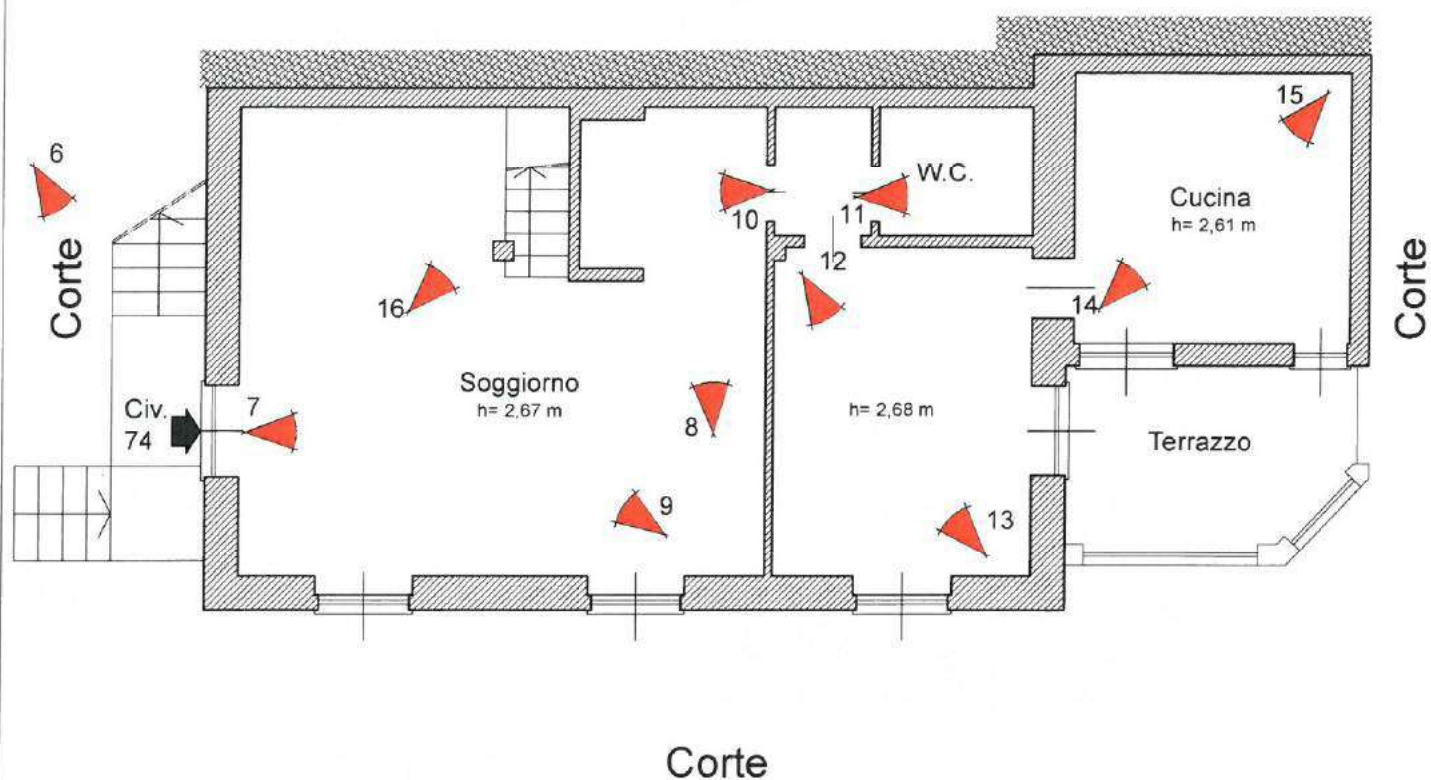 15
6
W.C.
Cucina
h= 2,61 m
10
11
12
Corte
Corte
16
14
Soggiorno
h= 2,67 m
Civ.
74
7
8
h= 2,68 m
Terrazzo
9
13
Corte